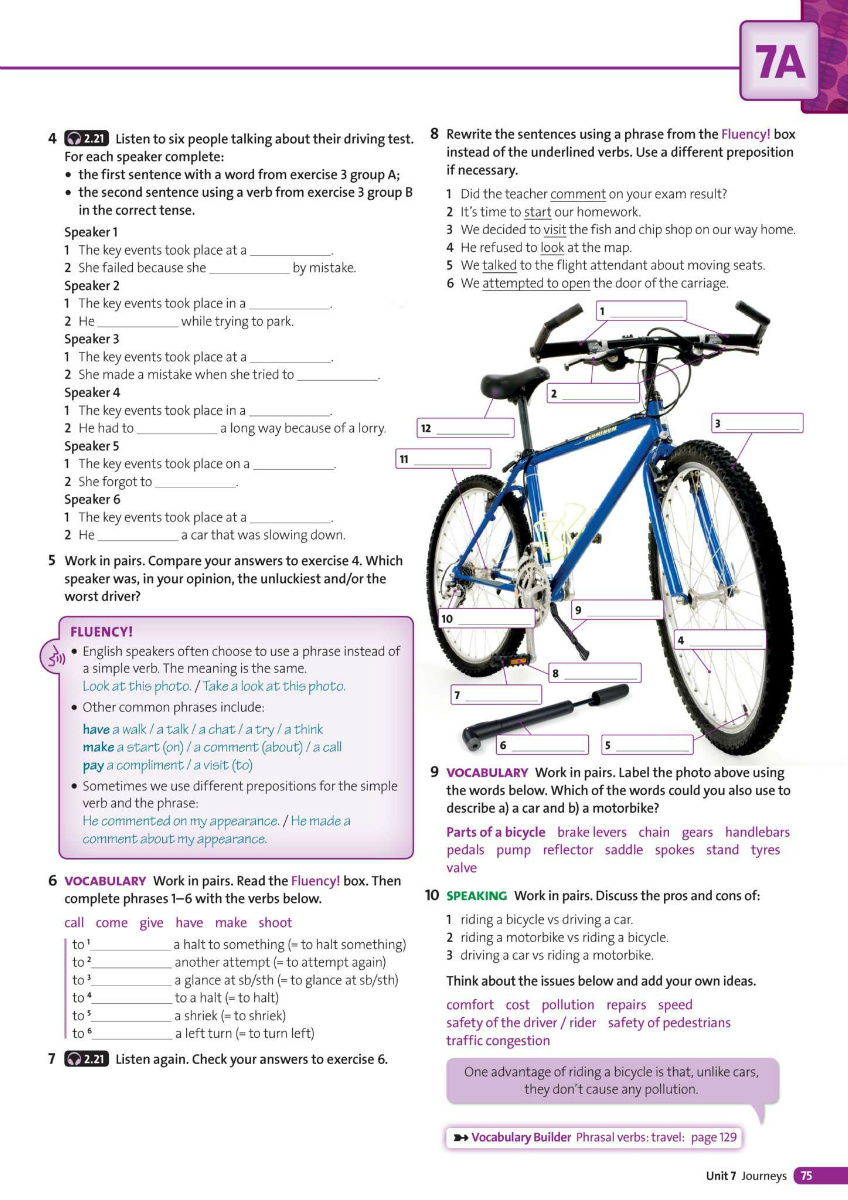 7A
4 2.21 Listen to six people talking about their driving test.
For each speaker complete:
• the first sentence with a word from exercise 3 group A;
• the second sentence using a verb from exercise 3 group B
in the correct tense.
Speaker 1
1 The key events took place at a ____________.
2 She failed because she ____________ by mistake.
Speaker 2
1 The key events took place in a ____________.
2 He ____________ while trying to park.
Speaker 3
1 The key events took place at a ____________.
2 She made a mistake when she tried to ____________.
Speaker 4
1 The key events took place in a ____________.
2 He had to ____________ a long way because of a lorry.
Speaker 5
1 The key events took place on a ____________.
2 She forgot to ____________.
Speaker 6
1 The key events took place at a ____________.
2 He ____________ a car that was slowing down.
5 Work in pairs. Compare your answers to exercise 4. Which
speaker was, in your opinion, the unluckiest and/or the
worst driver?
FLUENCY!
• English speakers often choose to use a phrase instead of
a simple verb. The meaning is the same.
Look at this photo. / Take a look at this photo.
• Other common phrases include:
have a walk / a talk / a chat / a try / a think
make a start (on) / a comment (about) / a call
pay a compliment / a visit (to)
• Sometimes we use different prepositions for the simple
verb and the phrase:
He commented on my appearance. / He made a
comment about my appearance.
6 VOCABULARY Work in pairs. Read the Fluency! box. Then
complete phrases 1–6 with the verbs below.
call come give have make shoot
to 1____________ a halt to something (= to halt something)
to 2____________ another attempt (= to attempt again)
to 3____________ a glance at sb/sth (= to glance at sb/sth)
to 4____________ to a halt (= to halt)
to 5____________ a shriek (= to shriek)
to 6____________ a left turn (= to turn left)
7 2.21 Listen again. Check your answers to exercise 6.
8 Rewrite the sentences using a phrase from the Fluency! box
instead of the underlined verbs. Use a different preposition
if necessary.
1 Did the teacher comment on your exam result?
2 It's time to start our homework.
3 We decided to visit the fish and chip shop on our way home.
4 He refused to look at the map.
5 We talked to the flight attendant about moving seats.
6 We attempted to open the door of the carriage.
1 ____________
2 ____________
3 ____________
12 ____________
11 ____________
ALUMINUM
10 ____________
9 ____________
4 ____________
8 ____________
7 ____________
6 ____________
5 ____________
9 VOCABULARY Work in pairs. Label the photo above using
the words below. Which of the words could you also use to
describe a) a car and b) a motorbike?
Parts of a bicycle brake levers chain gears handlebars
pedals pump reflector saddle spokes stand tyres
valve
10 SPEAKING Work in pairs. Discuss the pros and cons of:
1 riding a bicycle vs driving a car.
2 riding a motorbike vs riding a bicycle.
3 driving a car vs riding a motorbike.
Think about the issues below and add your own ideas.
comfort cost pollution repairs speed
safety of the driver / rider safety of pedestrians
traffic congestion
One advantage of riding a bicycle is that, unlike cars,
they don't cause any pollution.
Vocabulary Builder Phrasal verbs: travel: page 129
Unit 7 Journeys 75